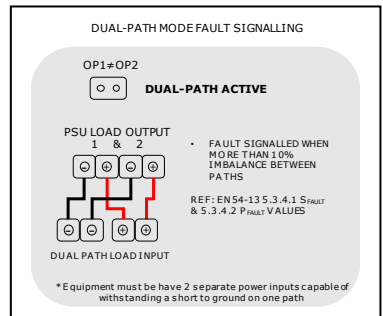 DUAL-PATH MODE FAULT SIGNALLING
OP1≠OP2
DUAL-PATH ACTIVE
PSU LOAD OUTPUT
1 & 2
• FAULT SIGNALLED WHEN
MORE THAN 10%
IMBALANCE BETWEEN
PATHS
REF: EN54-13 5.3.4.1 SFAULT
& 5.3.4.2 PFAULT VALUES
DUAL PATH LOAD INPUT
*Equipment must be have 2 separate power inputs capable of
withstanding a short to ground on one path